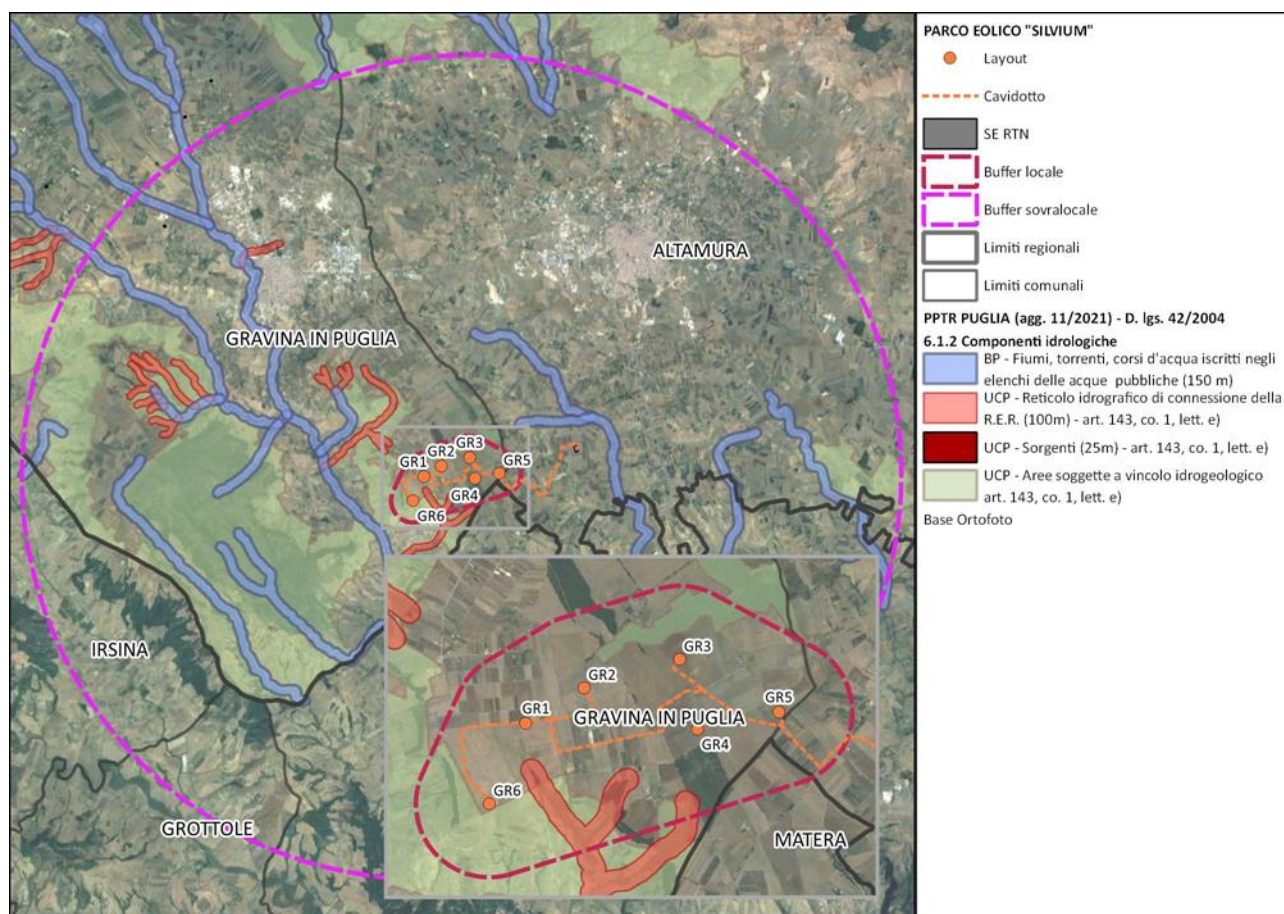 ALTAMURA
GRAVINA IN PUGLIA
GR3
GR2
GR1
GR5
GR4
GR6
IRSINA
GROTTOLE
GR3
GR2
GR5
GR1
GRAVINA IN PUGLIA
GR4
GR6
MATERA
PARCO EOLICO "SILVIUM"
Layout
Cavidotto
SE RTN
Buffer locale
Buffer sovralocale
Limiti regionali
Limiti comunali
PPTR PUGLIA (agg. 11/2021) - D. lgs. 42/2004
6.1.2 Componenti idrologiche
BP - Fiumi, torrenti, corsi d'acqua iscritti negli
elenchi delle acque pubbliche (150 m)
UCP - Reticolo idrografico di connessione della
R.E.R. (100m) - art. 143, co. 1, lett. e)
UCP - Sorgenti (25m) - art. 143, co. 1, lett. e)
UCP - Aree soggette a vincolo idrogeologico
art. 143, co. 1, lett. e)
Base Ortofoto